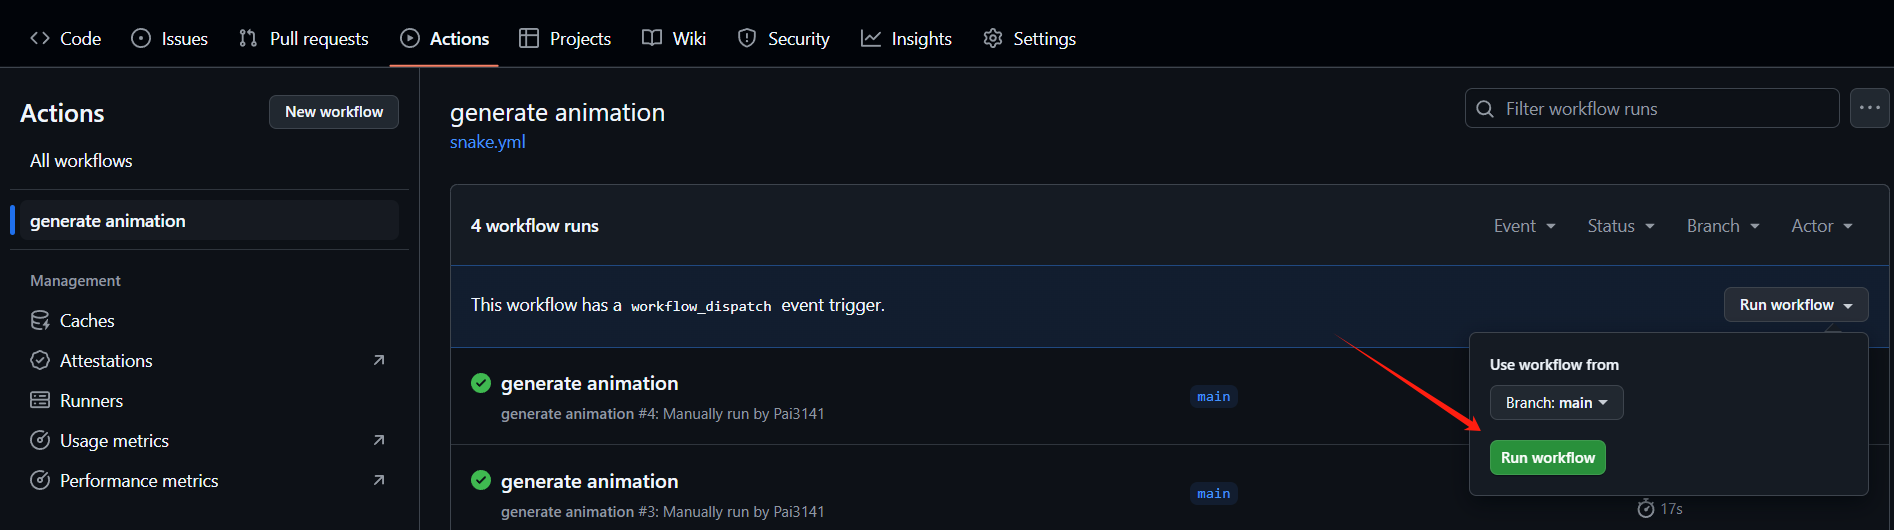 Code Issues Pull requests Actions Projects Wiki Security Insights Settings
Actions
New workflow
All workflows
generate animation
Management
Caches
Attestations
Runners
Usage metrics
Performance metrics
generate animation
snake.yml
Filter workflow runs
4 workflow runs
Event Status Branch Actor
This workflow has a workflow_dispatch event trigger.
Run workflow
Use workflow from
Branch: main
Run workflow
generate animation
generate animation #4: Manually run by Pai3141
main
generate animation
generate animation #3: Manually run by Pai3141
main
17s